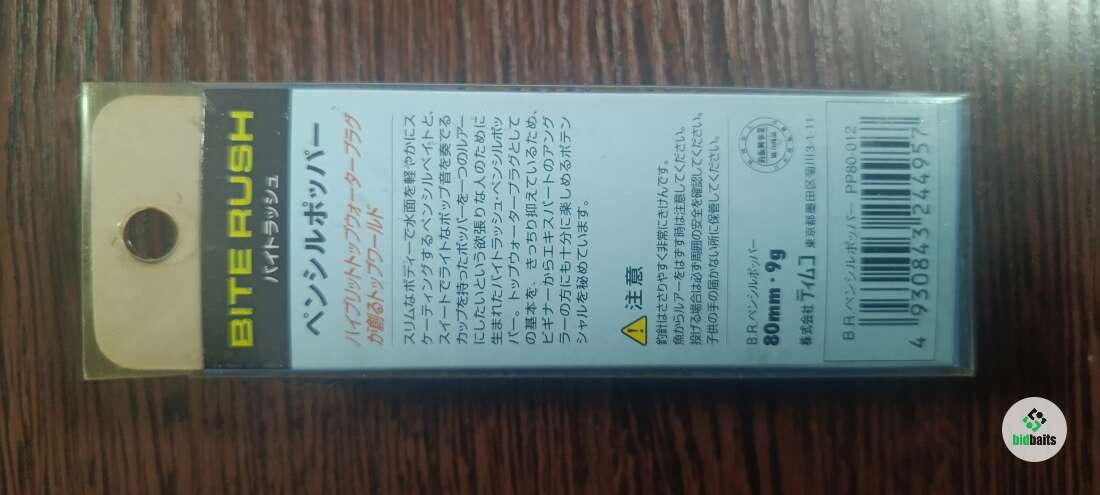 BITE RUSH
バイトラッシュ
ペンシルポッパー
ハイブリットトップウォータープラグ
が創るトップワールド
スリムなボディーで水面を軽やかにス
ケーティングするペンシルベイトと、
スイートでライトなポップ音を奏でる
カップを持ったポッパーを一つのルアー
にしたいという欲張りな人のために
生まれたバイトラッシュ・ペンシルポッ
パー。トップウォータープラグとして
の基本を、きっちり抑えているため、
ビギナーからエキスパートのアング
ラーの方にも十分に楽しめるポテン
シャルを秘めています。
注意
釣針はささりやすく非常にきけんです。
魚からルアーをはずす時は注意してください。
投げる場合は必ず周囲の安全を確認してください。
子供の手の届かない所に保管してください。
B.R.ペンシルポッパー
80mm・9g
株式会社 ティムコ 東京都墨田区菊川3-1-11
B.R.ペンシルポッパー PP80-012
4 930843 244957
bidbaits